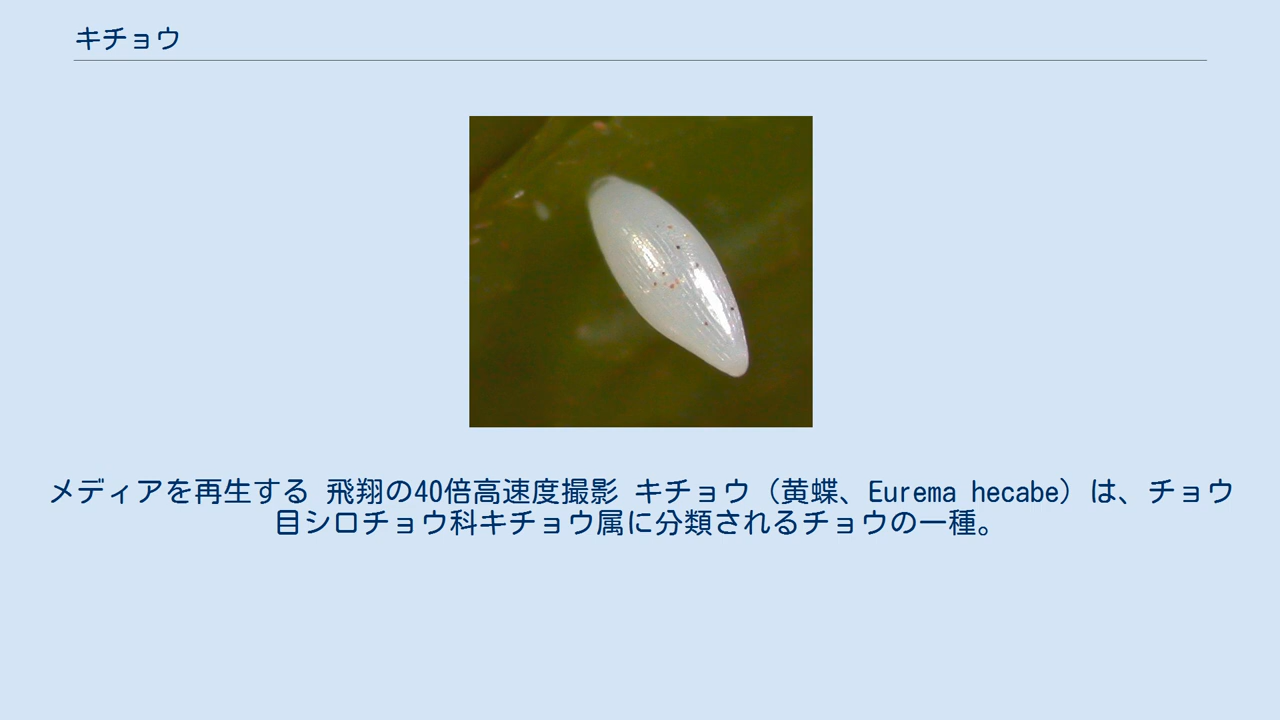 キチョウ
メディアを再生する 飛翔の40倍高速度撮影 キチョウ（黄蝶、Eurema hecabe）は、チョウ
目シロチョウ科キチョウ属に分類されるチョウの一種。